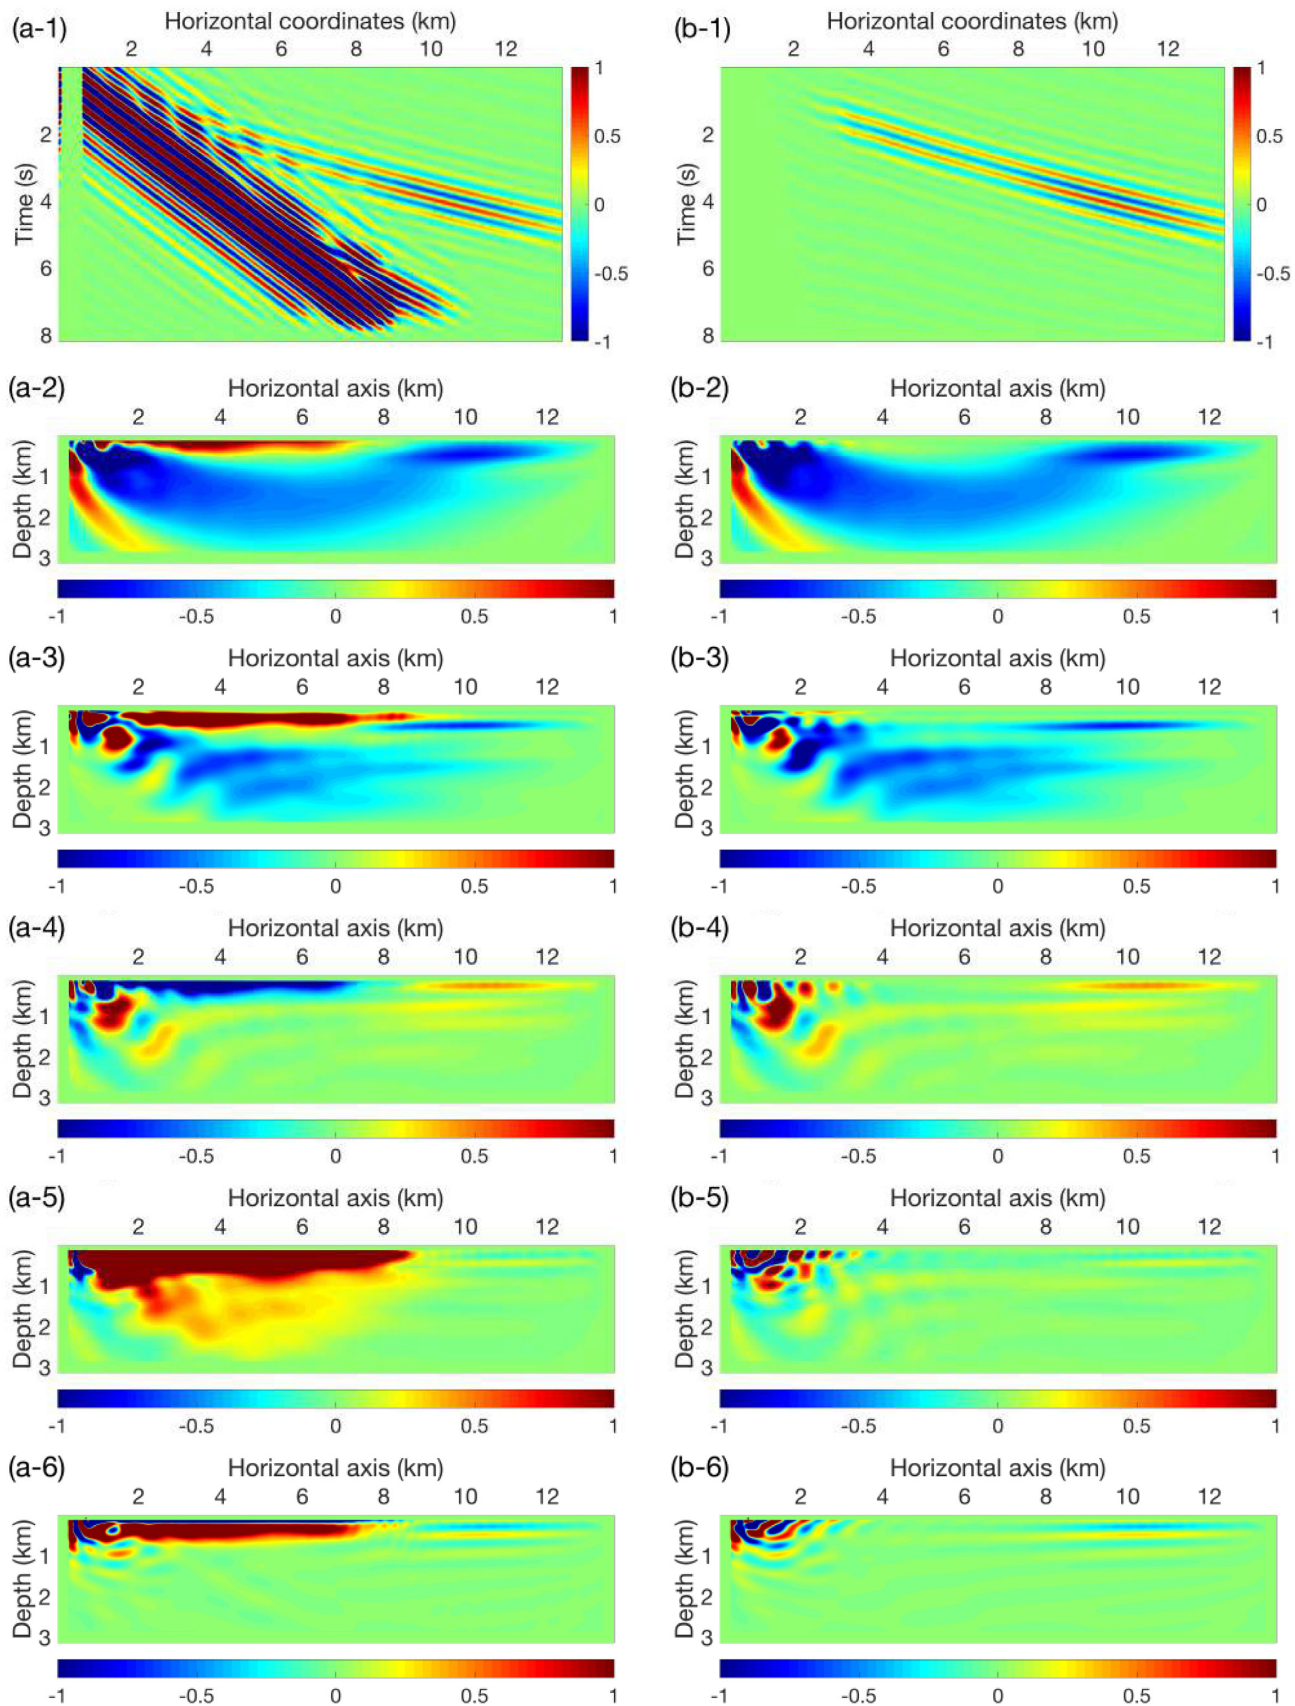 (a-1) Horizontal coordinates (km) (b-1) Horizontal coordinates (km)
2 4 6 8 10 12 2 4 6 8 10 12
Time (s) 2 4 6 8 1 0.5 0 -0.5 -1 Time (s) 2 4 6 8 1 0.5 0 -0.5 -1
(a-2) Horizontal axis (km) (b-2) Horizontal axis (km)
2 4 6 8 10 12 2 4 6 8 10 12
Depth (km) 1 2 3 Depth (km) 1 2 3
-1 -0.5 0 0.5 1 -1 -0.5 0 0.5 1
(a-3) Horizontal axis (km) (b-3) Horizontal axis (km)
2 4 6 8 10 12 2 4 6 8 10 12
Depth (km) 1 2 3 Depth (km) 1 2 3
-1 -0.5 0 0.5 1 -1 -0.5 0 0.5 1
(a-4) Horizontal axis (km) (b-4) Horizontal axis (km)
2 4 6 8 10 12 2 4 6 8 10 12
Depth (km) 1 2 3 Depth (km) 1 2 3
-1 -0.5 0 0.5 1 -1 -0.5 0 0.5 1
(a-5) Horizontal axis (km) (b-5) Horizontal axis (km)
2 4 6 8 10 12 2 4 6 8 10 12
Depth (km) 1 2 3 Depth (km) 1 2 3
-1 -0.5 0 0.5 1 -1 -0.5 0 0.5 1
(a-6) Horizontal axis (km) (b-6) Horizontal axis (km)
2 4 6 8 10 12 2 4 6 8 10 12
Depth (km) 1 2 3 Depth (km) 1 2 3
-1 -0.5 0 0.5 1 -1 -0.5 0 0.5 1